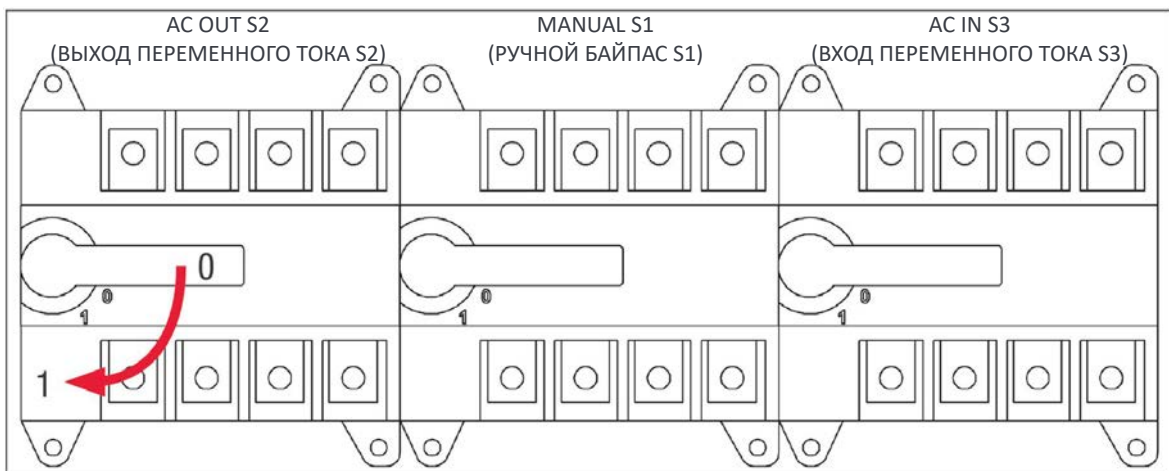 AC OUT S2
(ВЫХОД ПЕРЕМЕННОГО ТОКА S2)
MANUAL S1
(РУЧНОЙ БАЙПАС S1)
AC IN S3
(ВХОД ПЕРЕМЕННОГО ТОКА S3)
0
0
1
1
0
1
0
1